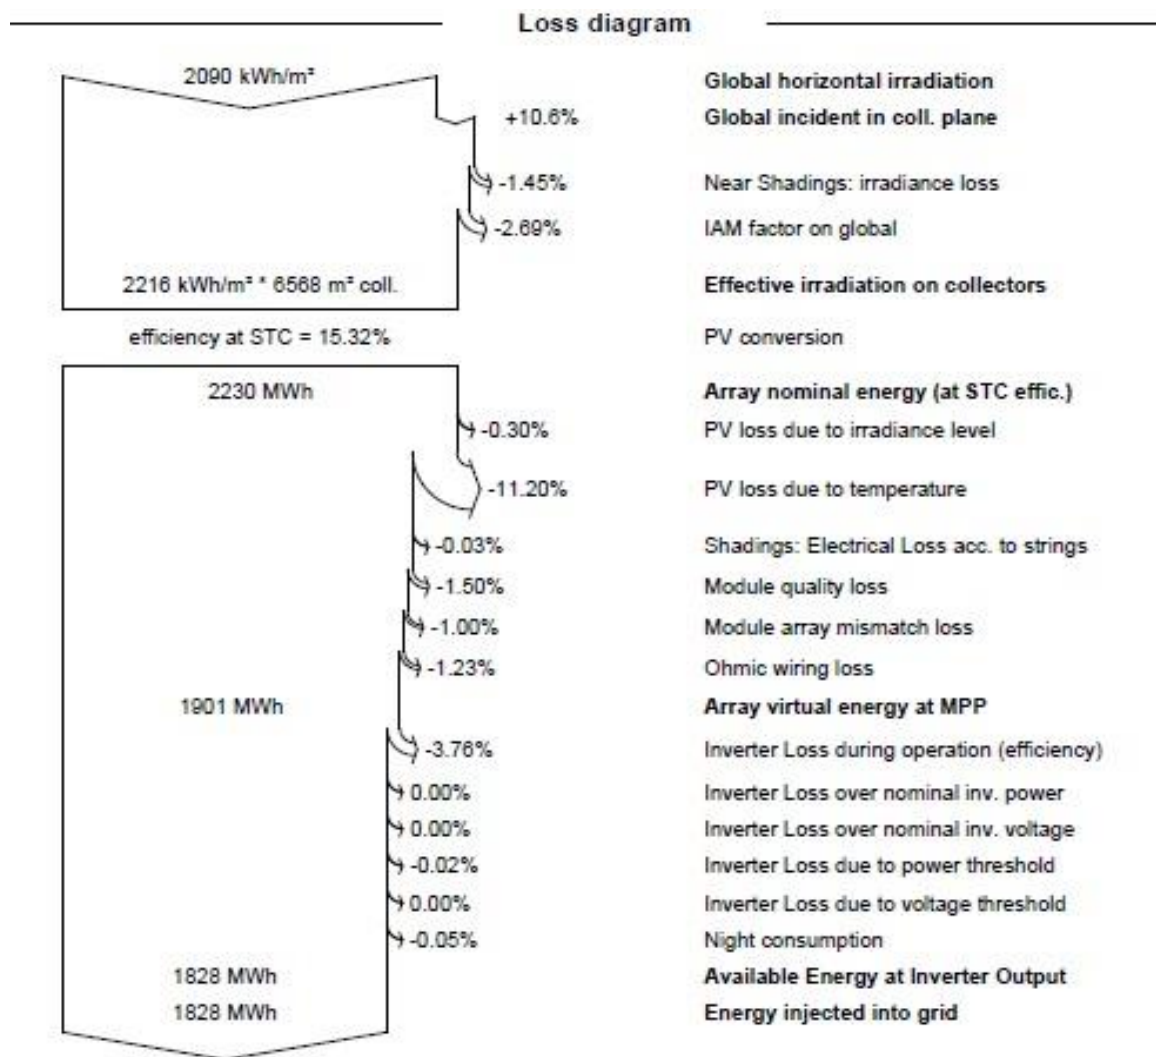 Loss diagram
2090 kWh/m² Global horizontal irradiation
+10.6% Global incident in coll. plane
-1.45% Near Shadings: irradiance loss
-2.69% IAM factor on global
2216 kWh/m² * 6568 m² coll. Effective irradiation on collectors
efficiency at STC = 15.32% PV conversion
2230 MWh Array nominal energy (at STC effic.)
-0.30% PV loss due to irradiance level
-11.20% PV loss due to temperature
-0.03% Shadings: Electrical Loss acc. to strings
-1.50% Module quality loss
-1.00% Module array mismatch loss
-1.23% Ohmic wiring loss
1901 MWh Array virtual energy at MPP
-3.76% Inverter Loss during operation (efficiency)
0.00% Inverter Loss over nominal inv. power
0.00% Inverter Loss over nominal inv. voltage
-0.02% Inverter Loss due to power threshold
0.00% Inverter Loss due to voltage threshold
-0.05% Night consumption
1828 MWh Available Energy at Inverter Output
1828 MWh Energy injected into grid